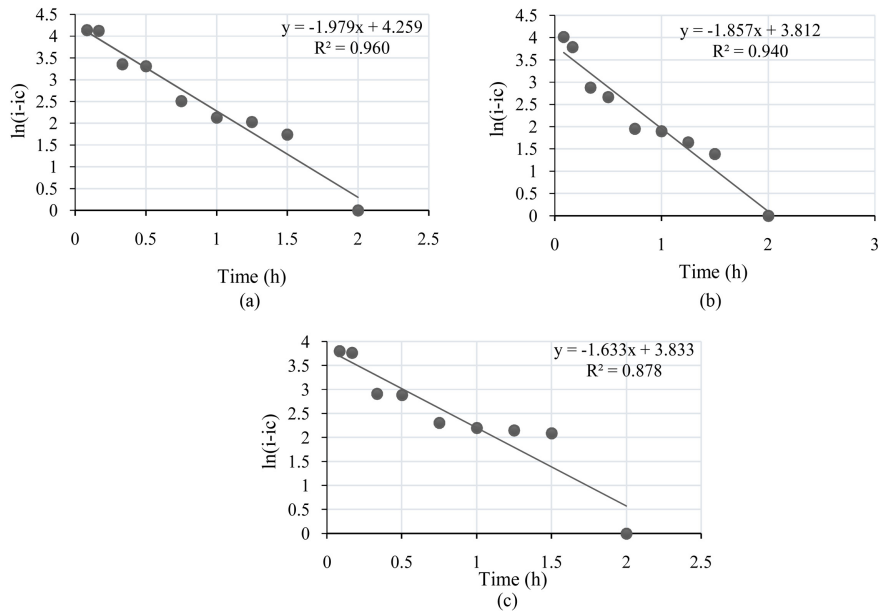 4.5
4
3.5
3
2.5
2
1.5
1
0.5
0
ln(i-ic)
y = -1.979x + 4.259
R² = 0.960
0 0.5 1 1.5 2 2.5
Time (h)
(a)
4.5
4
3.5
3
2.5
2
1.5
1
0.5
0
ln(i-ic)
y = -1.857x + 3.812
R² = 0.940
0 1 2 3
Time (h)
(b)
4
3.5
3
2.5
2
1.5
1
0.5
0
ln(i-ic)
y = -1.633x + 3.833
R² = 0.878
0 0.5 1 1.5 2 2.5
Time (h)
(c)